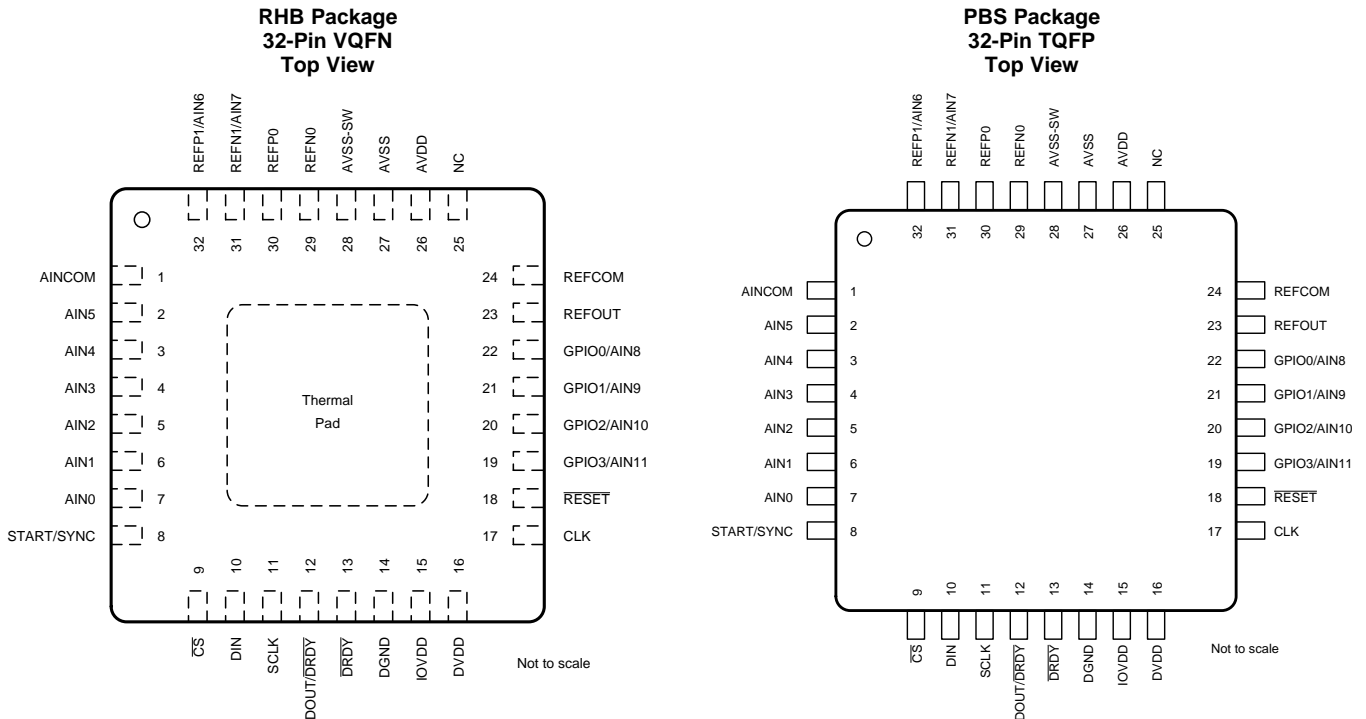 RHB Package
32-Pin VQFN
Top View
REFP1/AIN6
REFN1/AIN7
REFP0
REFN0
AVSS-SW
AVSS
AVDD
NC
32
31
30
29
28
27
26
25
AINCOM 1
AIN5 2
AIN4 3
AIN3 4
AIN2 5
AIN1 6
AIN0 7
START/SYNC 8
Thermal
Pad
24 REFCOM
23 REFOUT
22 GPIO0/AIN8
21 GPIO1/AIN9
20 GPIO2/AIN10
19 GPIO3/AIN11
18 RESET
17 CLK
9
10
11
12
13
14
15
16
CS
DIN
SCLK
DOUT/DRDY
DRDY
DGND
IOVDD
DVDD
Not to scale
PBS Package
32-Pin TQFP
Top View
REFP1/AIN6
REFN1/AIN7
REFP0
REFN0
AVSS-SW
AVSS
AVDD
NC
32
31
30
29
28
27
26
25
AINCOM 1
AIN5 2
AIN4 3
AIN3 4
AIN2 5
AIN1 6
AIN0 7
START/SYNC 8
24 REFCOM
23 REFOUT
22 GPIO0/AIN8
21 GPIO1/AIN9
20 GPIO2/AIN10
19 GPIO3/AIN11
18 RESET
17 CLK
9
10
11
12
13
14
15
16
CS
DIN
SCLK
DOUT/DRDY
DRDY
DGND
IOVDD
DVDD
Not to scale